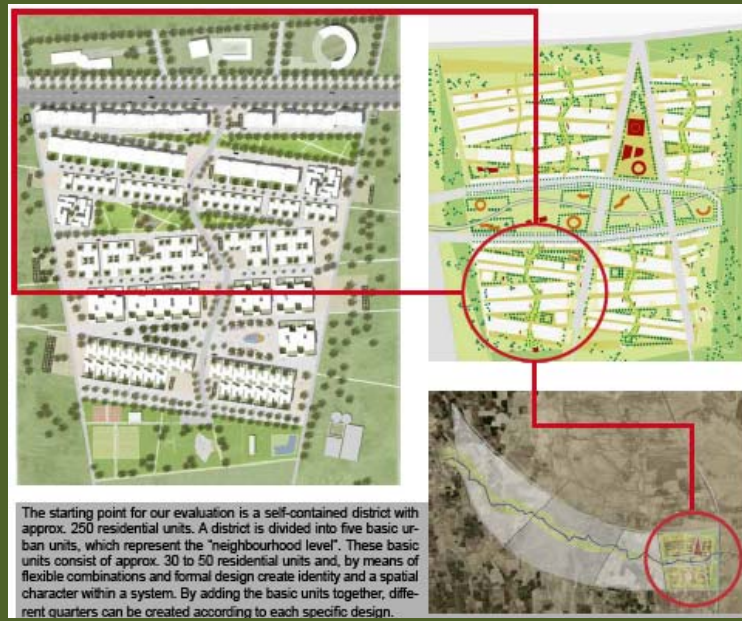 The starting point for our evaluation is a self-contained district with
approx. 250 residential units. A district is divided into five basic ur-
ban units, which represent the "neighbourhood level". These basic
units consist of approx. 30 to 50 residential units and, by means of
flexible combinations and formal design create identity and a spatial
character within a system. By adding the basic units together, diffe-
rent quarters can be created according to each specific design.